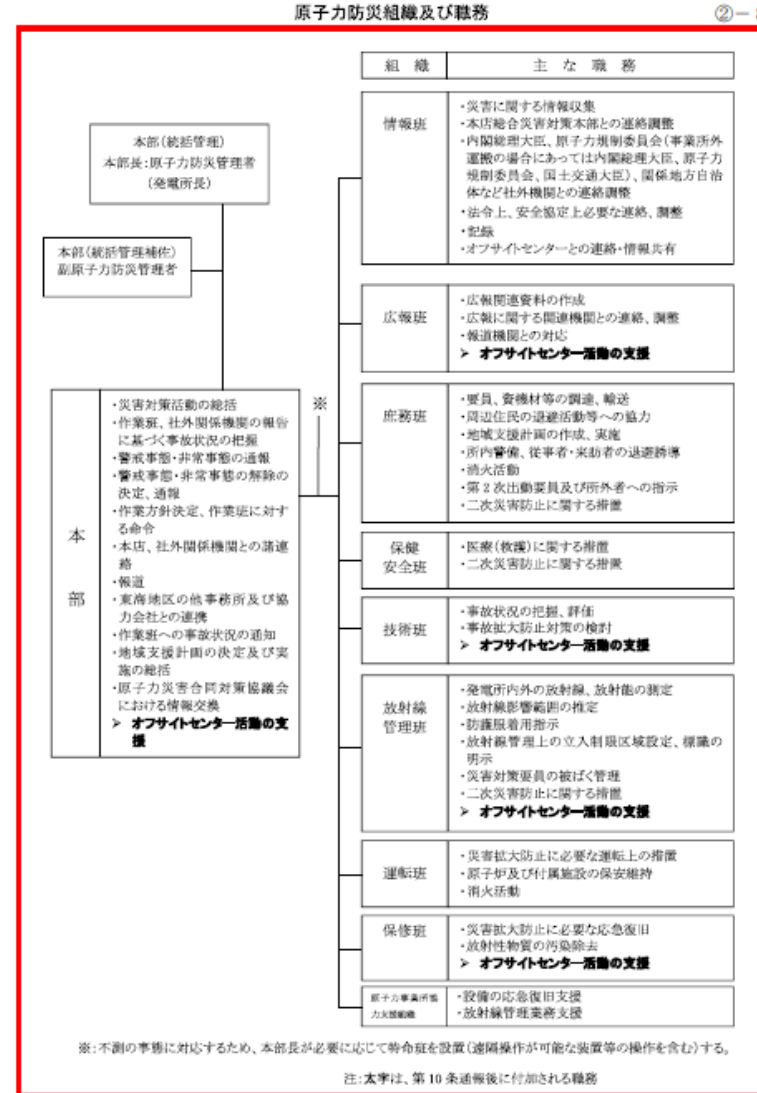 原子力防災組織及び職務
②－
組 織
主 な 職 務
本部(統括管理)
本部長:原子力防災管理者
(発電所長)
本部(統括管理補佐)
副原子力防災管理者
本部
・災害対策活動の総括
・作業班、社外関係機関の報告
に基づく事故状況の把握
・警戒事態・非常事態の通報
・警戒事態・非常事態の解除の
決定、通報
・作業方針決定、作業班に対す
る命令
・本店、社外関係機関との諸連
絡
・報道
・東海地区の他事務所及び協
力会社との連携
・作業班への事故状況の通知
・地域支援計画の決定及び実
施の総括
・原子力災害合同対策協議会
における情報交換
➢ オフサイトセンター活動の支
援
※
情報班
・災害に関する情報収集
・本店総合災害対策本部との連絡調整
・内閣総理大臣、原子力規制委員会(事業所外
運搬の場合にあっては内閣総理大臣、原子力
規制委員会、国土交通大臣)、関係地方自治
体など社外機関との連絡調整
・法令上、安全協定上必要な連絡、調整
・記録
・オフサイトセンターとの連絡・情報共有
広報班
・広報関連資料の作成
・広報に関する関連機関との連絡、調整
・報道機関との対応
➢ オフサイトセンター活動の支援
庶務班
・要員、資機材等の調達、輸送
・周辺住民の退避活動等への協力
・地域支援計画の作成、実施
・所内警備、従事者・来訪者の退避誘導
・消火活動
・第2次出動要員及び所外者への指示
・二次災害防止に関する措置
保健
安全班
・医療(救護)に関する措置
・二次災害防止に関する措置
技術班
・事故状況の把握、評価
・事故拡大防止対策の検討
➢ オフサイトセンター活動の支援
放射線
管理班
・発電所内外の放射線、放射能の測定
・放射線影響範囲の推定
・防護服着用指示
・放射線管理上の立入制限区域設定、標識の
明示
・災害対策要員の被ばく管理
・二次災害防止に関する措置
➢ オフサイトセンター活動の支援
運転班
・災害拡大防止に必要な運転上の措置
・原子炉及び付属施設の保安維持
・消火活動
保修班
・災害拡大防止に必要な応急復旧
・放射性物質の汚染除去
➢ オフサイトセンター活動の支援
原子力事業所協
力支援組織
・設備の応急復旧支援
・放射線管理業務支援
※:不測の事態に対応するため、本部長が必要に応じて特命班を設置(遠隔操作が可能な装置等の操作を含む)する。
注:太字は、第10条通報後に付加される職務